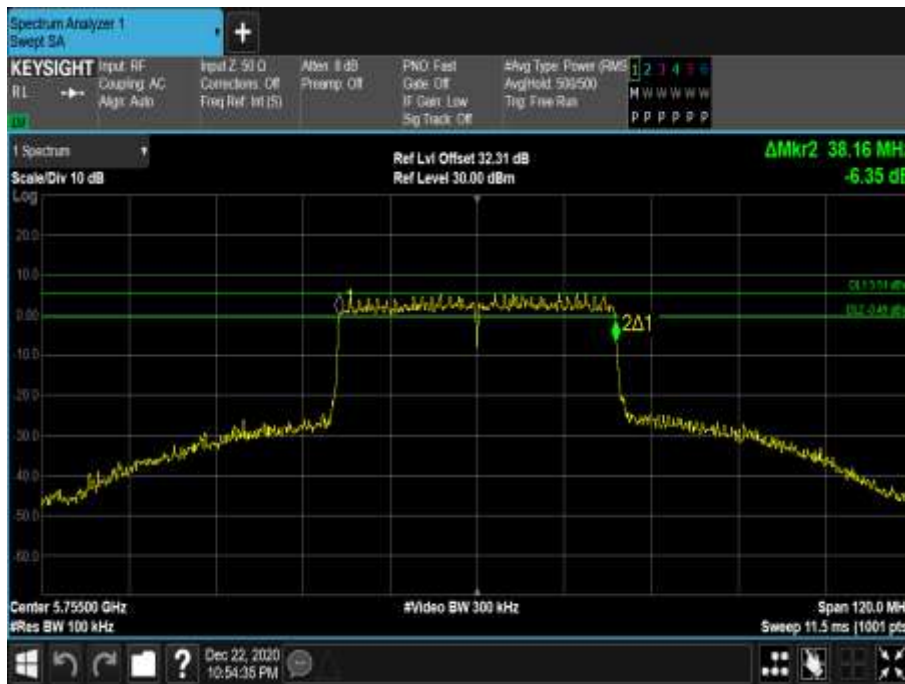 Spectrum Analyzer 1
Swept SA
+
KEYSIGHT Input: RF Input Z: 50 Ω Atten: 8 dB PNO: Fast #Avg Type: Power (RMS 1 2 3 4 5 6
RL Coupling: AC Corrections: Off Preamp: Off Gate: Off Avg|Hold: 500/500 M W W W W W
Align: Auto Freq Ref: Int (S) IF Gain: Low Trig: Free Run
Sig Track: Off P P P P P P
1 Spectrum
Ref Lvl Offset 32.31 dB
ΔMkr2 38.16 MH
Scale/Div 10 dB
Ref Level 30.00 dBm
-6.35 dB
Log
20.0
10.0
0.00
2Δ1
-10.0
-20.0
-30.0
-40.0
-50.0
-60.0
Center 5.75500 GHz
#Video BW 300 kHz
Span 120.0 MH
#Res BW 100 kHz
Sweep 11.5 ms (1001 pts
?
Dec 22, 2020
10:54:35 PM